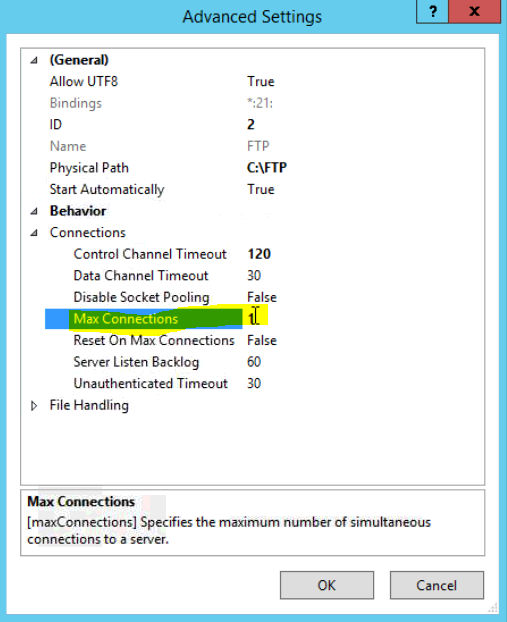 Advanced Settings
? x
(General)
Allow UTF8 True
Bindings *:21:
ID 2
Name FTP
Physical Path C:\FTP
Start Automatically True
Behavior
Connections
Control Channel Timeout 120
Data Channel Timeout 30
Disable Socket Pooling False
Max Connections 1
Reset On Max Connections False
Server Listen Backlog 60
Unauthenticated Timeout 30
File Handling
Max Connections
[maxConnections] Specifies the maximum number of simultaneous
connections to a server.
OK Cancel